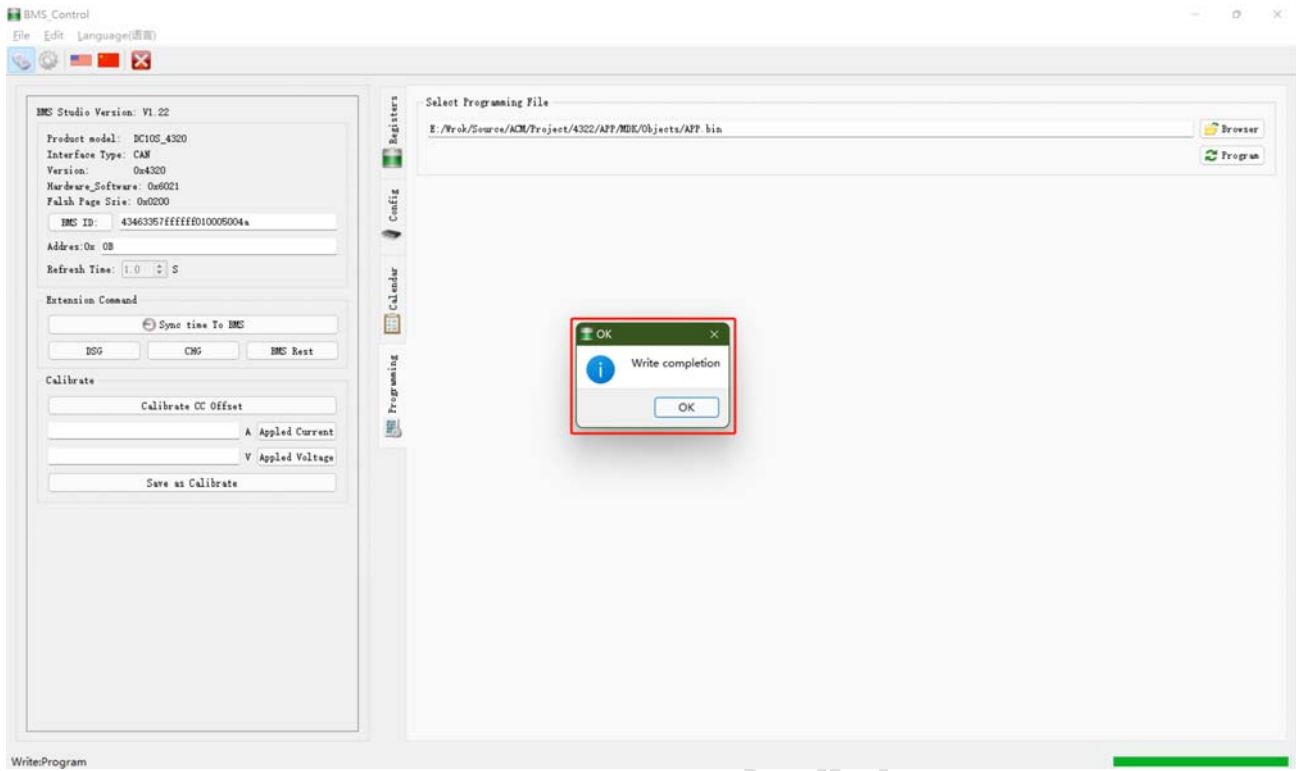 BMS_Control
File Edit Language(语言)
BMS Studio Version: V1.22
Product model: DC10S_4320
Interface Type: CAN
Version: 0x4320
Hardware_Software: 0x6021
Falsh Page Szie: 0x0200
BMS ID: 43463357ffffff010005004a
Addres:0x 0B
Refresh Time: 1.0 S
Extension Command
Sync time To BMS
DSG CHG BMS Rest
Calibrate
Calibrate CC Offset
A Appled Current
V Appled Voltage
Save as Calibrate
Registers
Config
Calendar
Programming
Select Programming File
E:/Wrok/Source/ACM/Project/4322/APP/MDK/Objects/APP.bin
Browser
Program
OK
Write completion
OK
Write:Program